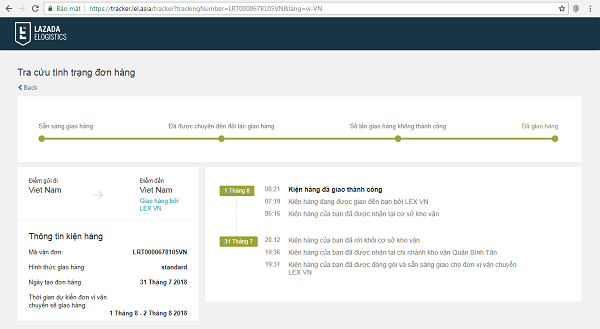 Bảo mật | https://tracker.lel.asia/tracker?trackingNumber=LRT0000678105VN&lang=vi-VN
LAZADA
ELOGISTICS
Tra cứu tình trạng đơn hàng
Back
Sẵn sàng giao hàng
Đã được chuyển đến đối tác giao hàng
Số lần giao hàng không thành công
Đã giao hàng
Điểm gửi đi
Viet Nam
Điểm đến
Viet Nam
Giao hàng bởi
LEX VN
Thông tin kiện hàng
Mã vận đơn: LRT0000678105VN
Hình thức giao hàng: standard
Ngày tạo đơn hàng: 31 Tháng 7 2018
Thời gian dự kiến đơn vị vận
chuyển sẽ giao hàng:
1 Tháng 8 - 2 Tháng 8 2018
1 Tháng 8 08:21 Kiện hàng đã giao thành công
07:19 Kiện hàng đang được giao đến bạn bởi LEX VN
06:15 Kiện hàng của bạn đã được nhận tại cơ sở kho vận
31 Tháng 7 20:12 Kiện hàng của bạn đã rời khỏi cơ sở kho vận
19:36 Kiện hàng của bạn đã được nhận tại chi nhánh kho vận Quận Bình Tân
19:31 Kiện hàng của bạn đã được đóng gói và sẵn sàng giao cho đơn vị vận chuyển
LEX VN